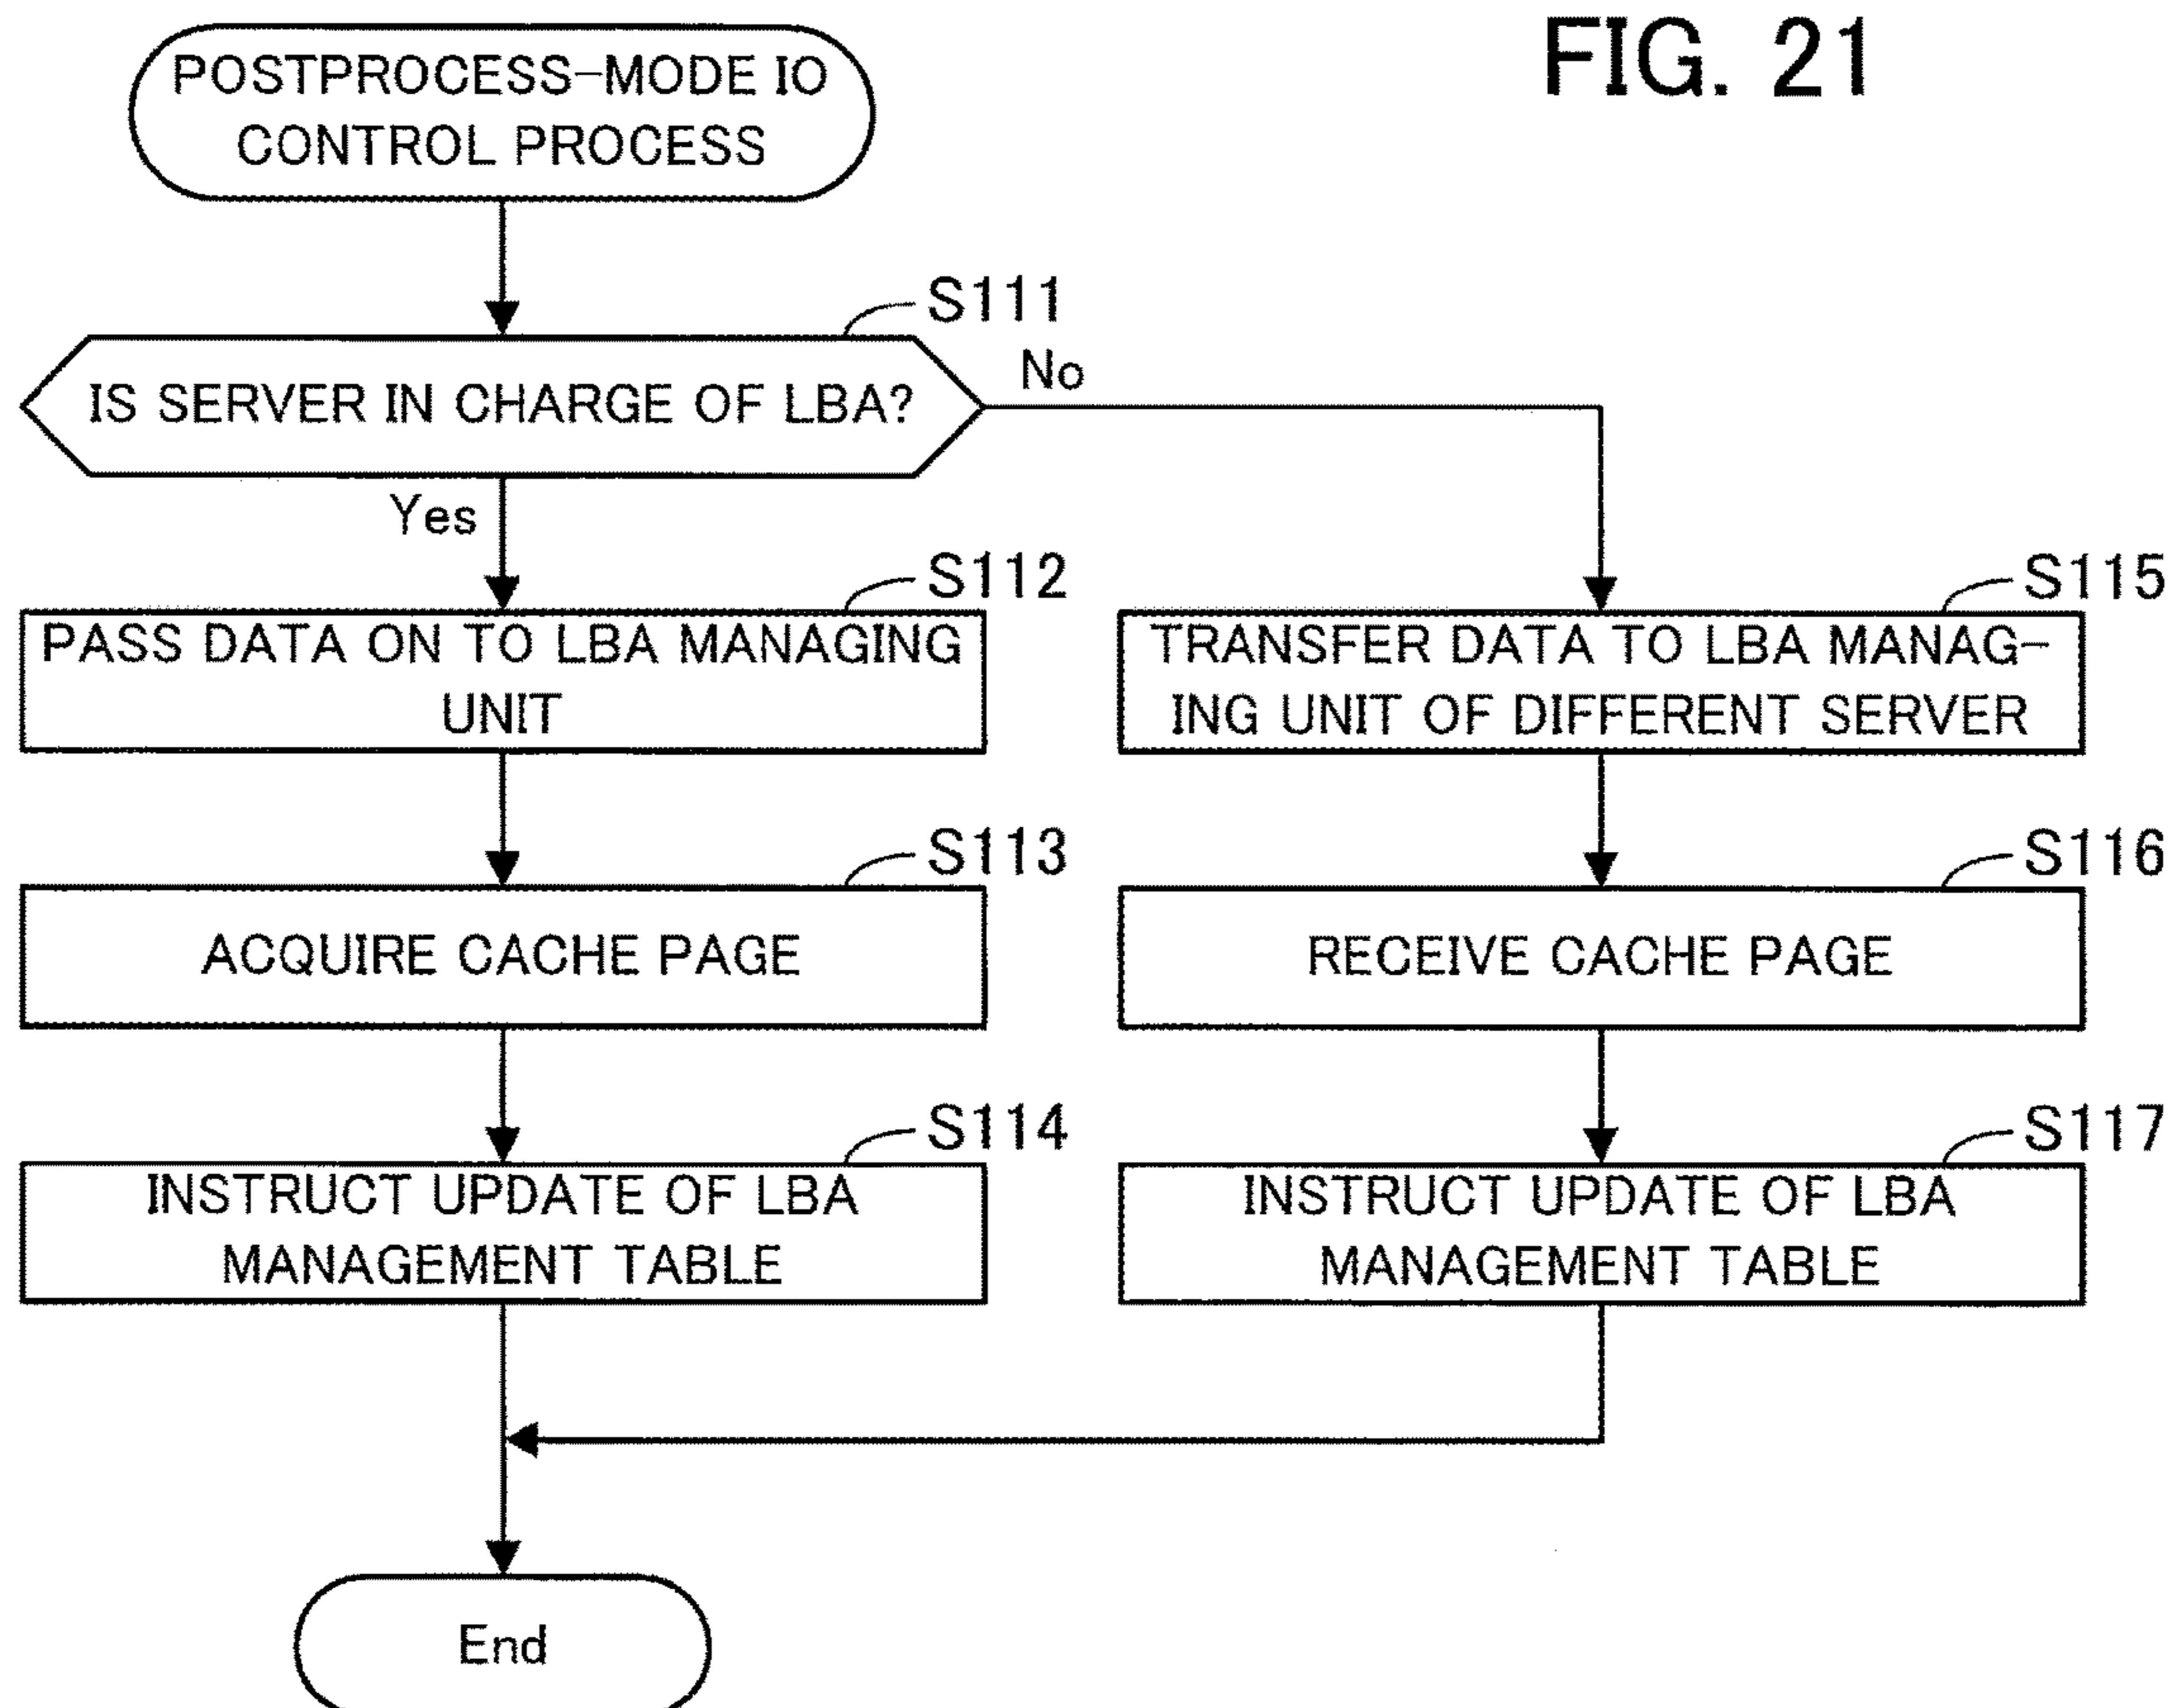 FIG. 21
POSTPROCESS-MODE IO
CONTROL PROCESS
S111
IS SERVER IN CHARGE OF LBA?
No
Yes
S112
PASS DATA ON TO LBA MANAGING
UNIT
S115
TRANSFER DATA TO LBA MANAG-
ING UNIT OF DIFFERENT SERVER
S113
ACQUIRE CACHE PAGE
S116
RECEIVE CACHE PAGE
S114
INSTRUCT UPDATE OF LBA
MANAGEMENT TABLE
S117
INSTRUCT UPDATE OF LBA
MANAGEMENT TABLE
End